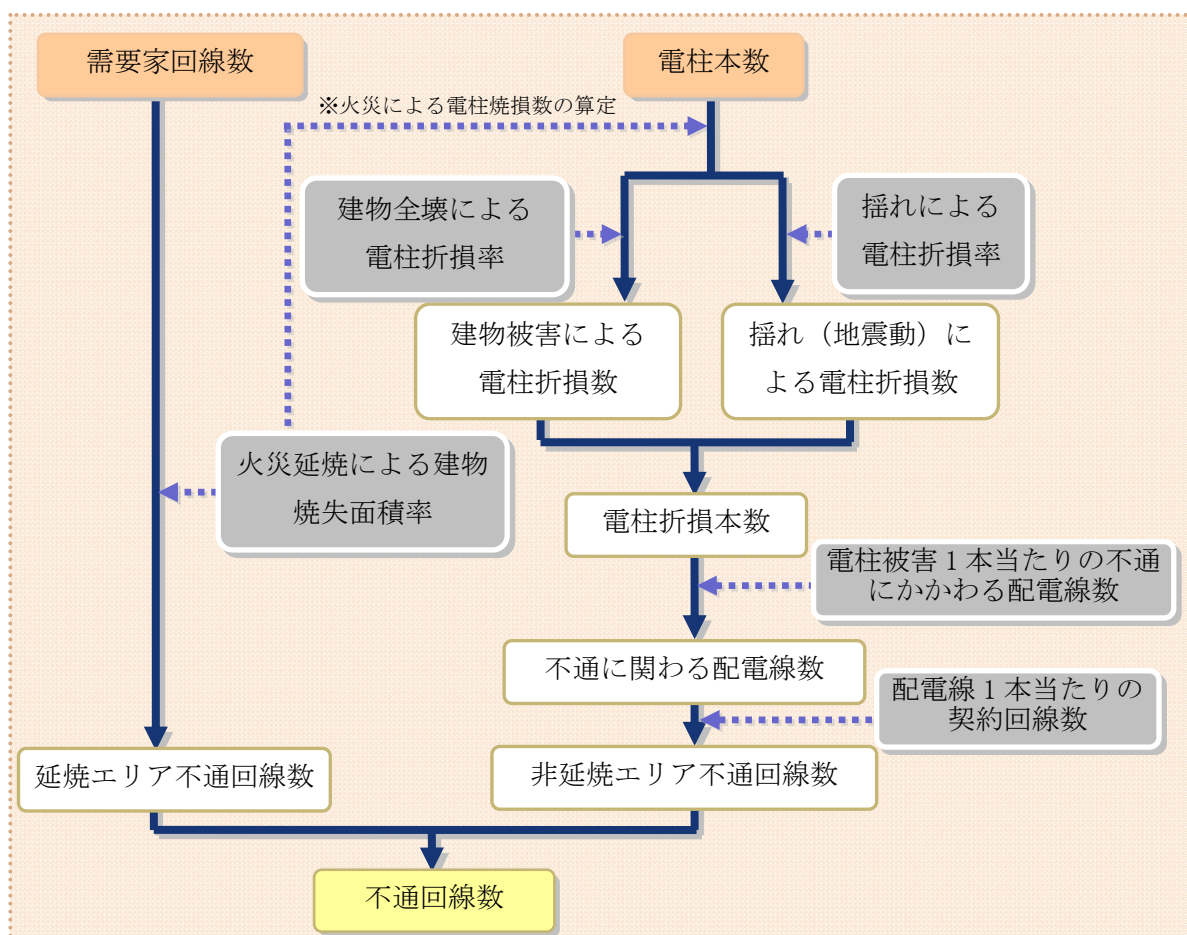 需要家回線数
電柱本数
※火災による電柱焼損数の算定
建物全壊による
電柱折損率
揺れによる
電柱折損率
建物被害による
電柱折損数
揺れ（地震動）に
よる電柱折損数
火災延焼による建物
焼失面積率
電柱折損本数
電柱被害１本当たりの不通
にかかわる配電線数
不通に関わる配電線数
配電線１本当たりの
契約回線数
延焼エリア不通回線数
非延焼エリア不通回線数
不通回線数